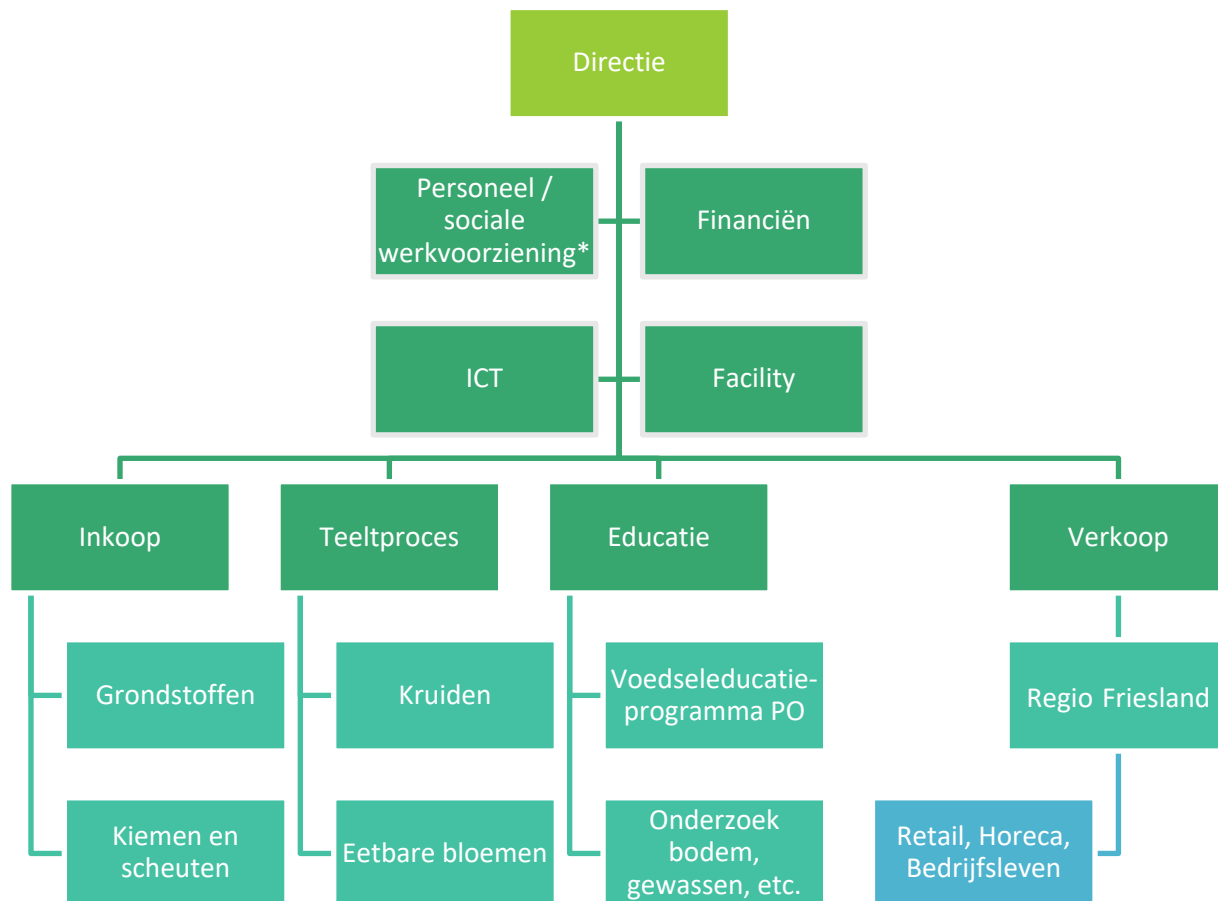 Directie
Personeel /
sociale
werkvoorziening*
Financiën
ICT
Facility
Inkoop
Teeltproces
Educatie
Verkoop
Grondstoffen
Kruiden
Voedseleducatie-
programma PO
Regio Friesland
Kiemen en
scheuten
Eetbare bloemen
Onderzoek
bodem,
gewassen, etc.
Retail, Horeca,
Bedrijfsleven